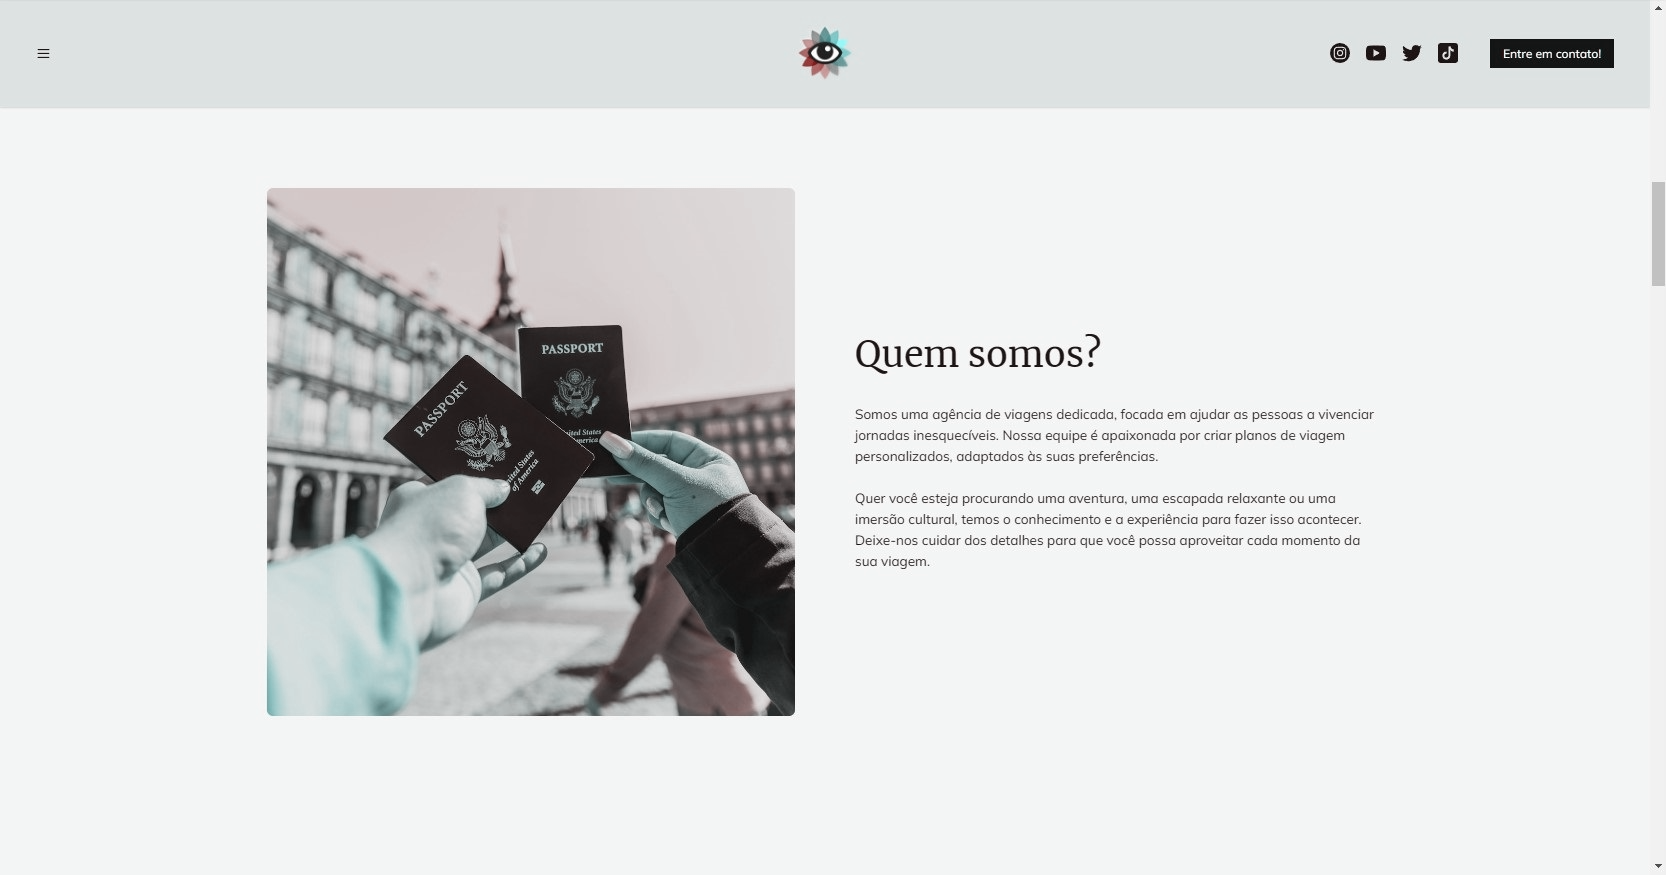 Entre em contato!
PASSPORT
United States
of America
PASSPORT
United States
of America
Quem somos?
Somos uma agência de viagens dedicada, focada em ajudar as pessoas a vivenciar
jornadas inesquecíveis. Nossa equipe é apaixonada por criar planos de viagem
personalizados, adaptados às suas preferências.
Quer você esteja procurando uma aventura, uma escapada relaxante ou uma
imersão cultural, temos o conhecimento e a experiência para fazer isso acontecer.
Deixe-nos cuidar dos detalhes para que você possa aproveitar cada momento da
sua viagem.